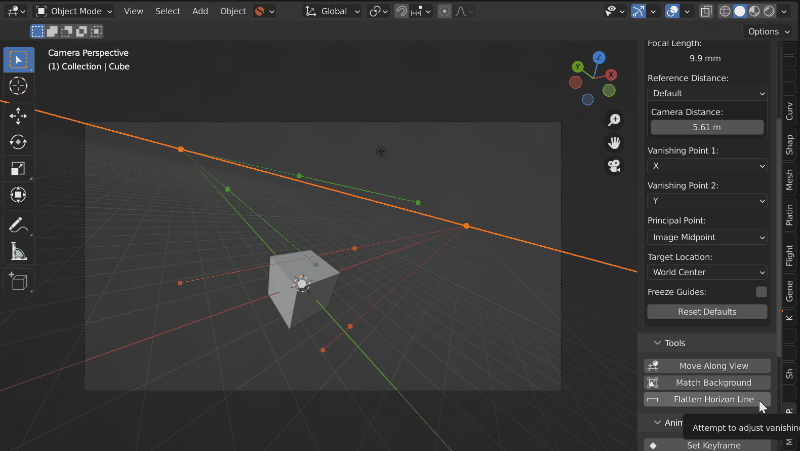 Object Mode View Select Add Object Global
Options
Camera Perspective
(1) Collection | Cube
Z
Y
X
Focal Length:
9.9 mm
Reference Distance:
Default
Camera Distance:
5.61 m
Vanishing Point 1:
X
Vanishing Point 2:
Y
Principal Point:
Image Midpoint
Target Location:
World Center
Freeze Guides:
Reset Defaults
Tools
Move Along View
Match Background
Flatten Horizon Line
Anim
Attempt to adjust vanishing
Set Keyframe
Curv
Shap
Mesh
Platin
Flight
Gene
K
Sh
M